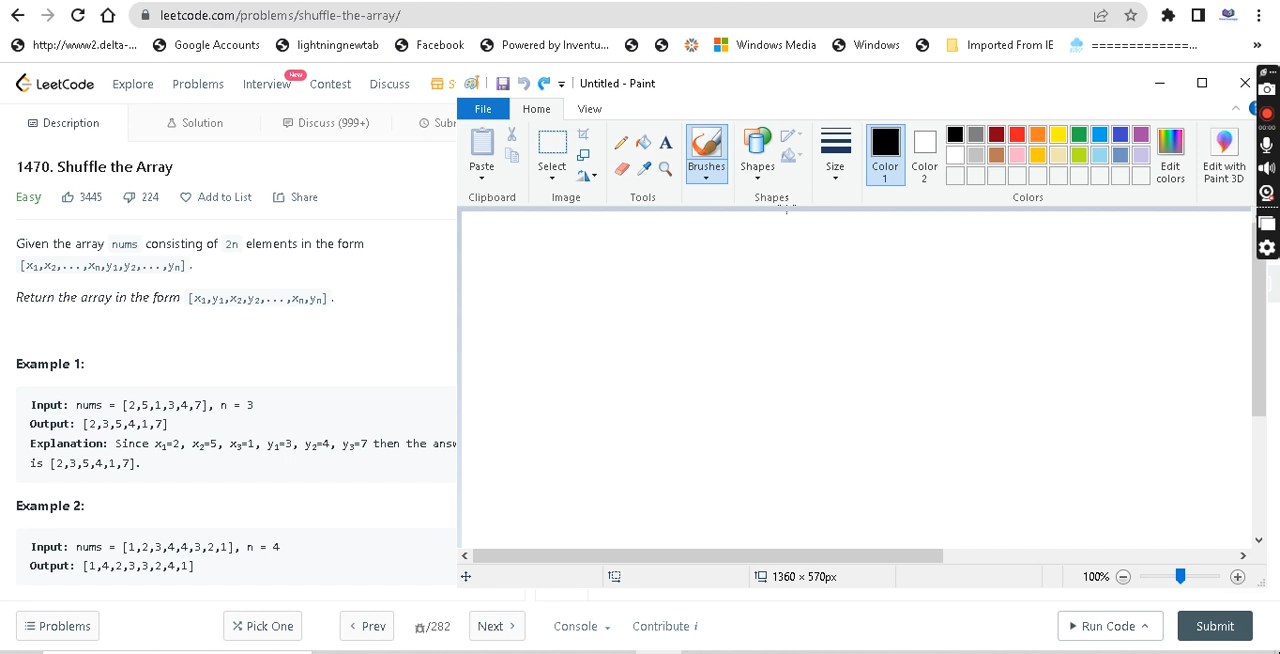 leetcode.com/problems/shuffle-the-array/
http://www2.delta-... Google Accounts lightningnewtab Facebook Powered by Inventu... Windows Media Windows Imported From IE =============... »
LeetCode Explore Problems Interview New Contest Discuss S
Untitled - Paint
File Home View
Description Solution Discuss (999+) Sub
Paste Select Brushes Shapes Size Color 1 Color 2 Edit colors Edit with Paint 3D
Clipboard Image Tools Shapes Colors
1470. Shuffle the Array
Easy 3445 224 Add to List Share
Given the array nums consisting of 2n elements in the form
[x₁,x₂,...,xₙ,y₁,y₂,...,yₙ].
Return the array in the form [x₁,y₁,x₂,y₂,...,xₙ,yₙ].
Example 1:
Input: nums = [2,5,1,3,4,7], n = 3
Output: [2,3,5,4,1,7]
Explanation: Since x₁=2, x₂=5, x₃=1, y₁=3, y₂=4, y₃=7 then the answ
is [2,3,5,4,1,7].
Example 2:
Input: nums = [1,2,3,4,4,3,2,1], n = 4
Output: [1,4,2,3,3,2,4,1]
1360 × 570px 100%
Problems Pick One < Prev /282 Next > Console Contribute i Run Code Submit